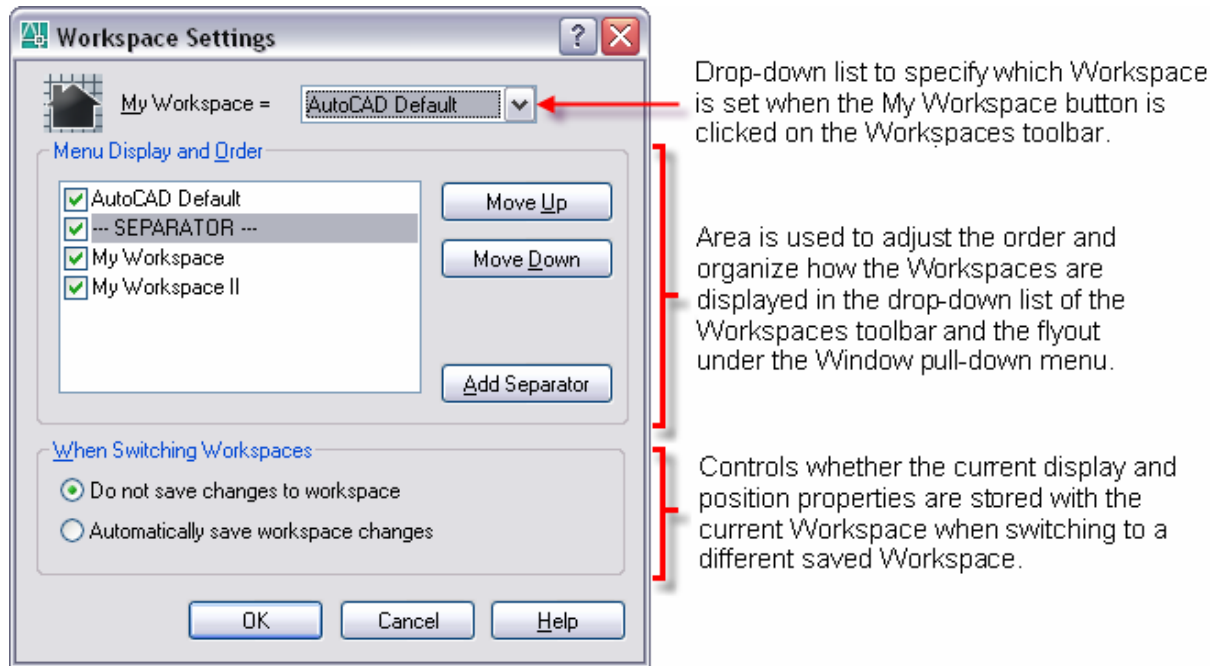 Workspace Settings
My Workspace =
AutoCAD Default
Drop-down list to specify which Workspace
is set when the My Workspace button is
clicked on the Workspaces toolbar.
Menu Display and Order
AutoCAD Default
--- SEPARATOR ---
My Workspace
My Workspace II
Move Up
Move Down
Add Separator
Area is used to adjust the order and
organize how the Workspaces are
displayed in the drop-down list of the
Workspaces toolbar and the flyout
under the Window pull-down menu.
When Switching Workspaces
Do not save changes to workspace
Automatically save workspace changes
Controls whether the current display and
position properties are stored with the
current Workspace when switching to a
different saved Workspace.
OK
Cancel
Help